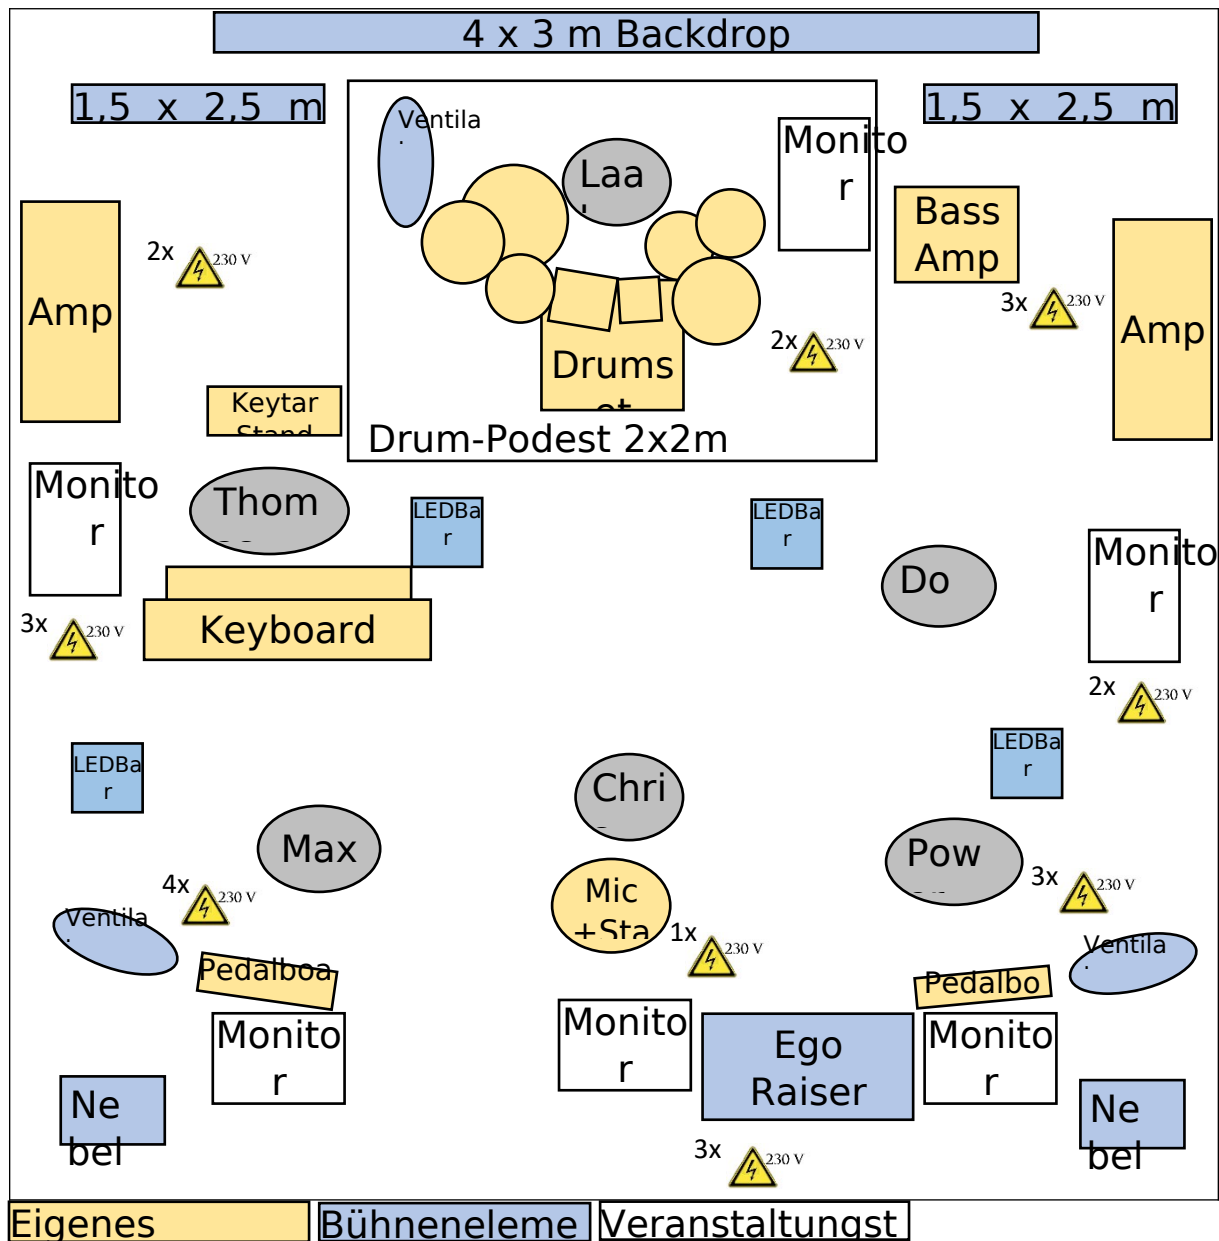 4 x 3 m Backdrop
1,5 x 2,5 m
1,5 x 2,5 m
Ventila
.
Laa
Monito
r
Bass
Amp
2x
230 V
3x
230 V
Amp
Amp
2x
230 V
Drums
Keytar
Stand
Drum-Podest 2x2m
Monito
r
Thom
LEDBa
r
LEDBa
r
Monito
r
Do
3x
230 V
Keyboard
2x
230 V
LEDBa
r
LEDBa
r
Chri
Max
Pow
4x
230 V
Mic
+Sta
3x
230 V
Ventila
.
1x
230 V
Ventila
.
Pedalboa
Pedalbo
Monito
r
Monito
r
Ego
Raiser
Monito
r
Ne
bel
Ne
bel
3x
230 V
Eigenes
Bühneneleme
Veranstaltungst